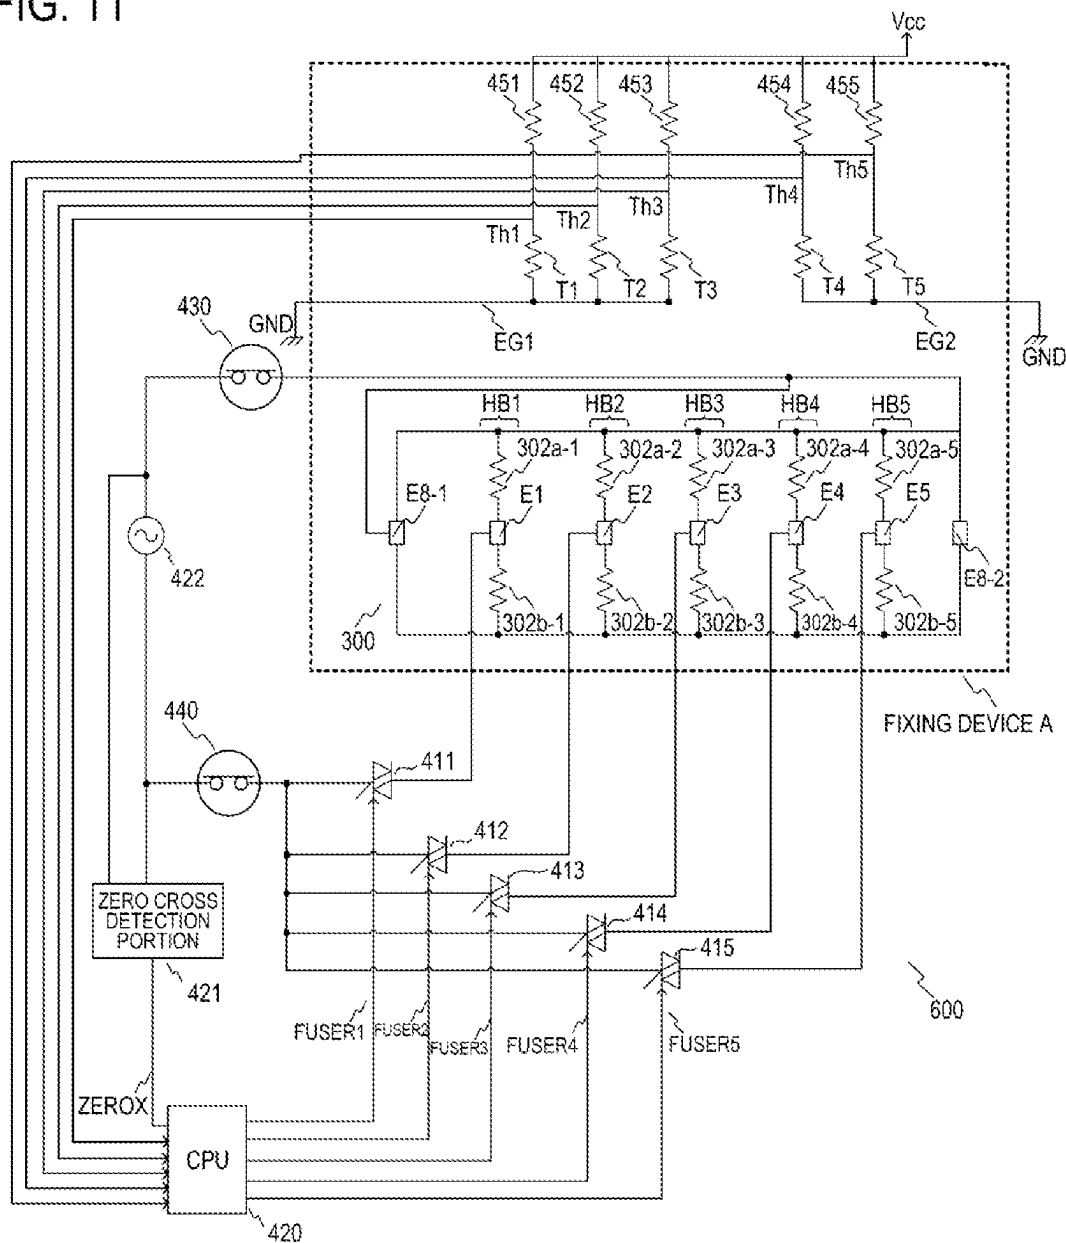 FIG. 11
Vcc
451
452
453
454
455
Th5
Th4
Th3
Th2
Th1
T1
T2
T3
T4
T5
430
GND
EG1
EG2
GND
HB1
HB2
HB3
HB4
HB5
302a-1
302a-2
302a-3
302a-4
302a-5
E8-1
E1
E2
E3
E4
E5
422
E8-2
300
302b-1
302b-2
302b-3
302b-4
302b-5
440
FIXING DEVICE A
411
412
413
414
415
ZERO CROSS
DETECTION
PORTION
421
600
FUSER1
FUSER2
FUSER3
FUSER4
FUSER5
ZEROX
CPU
420